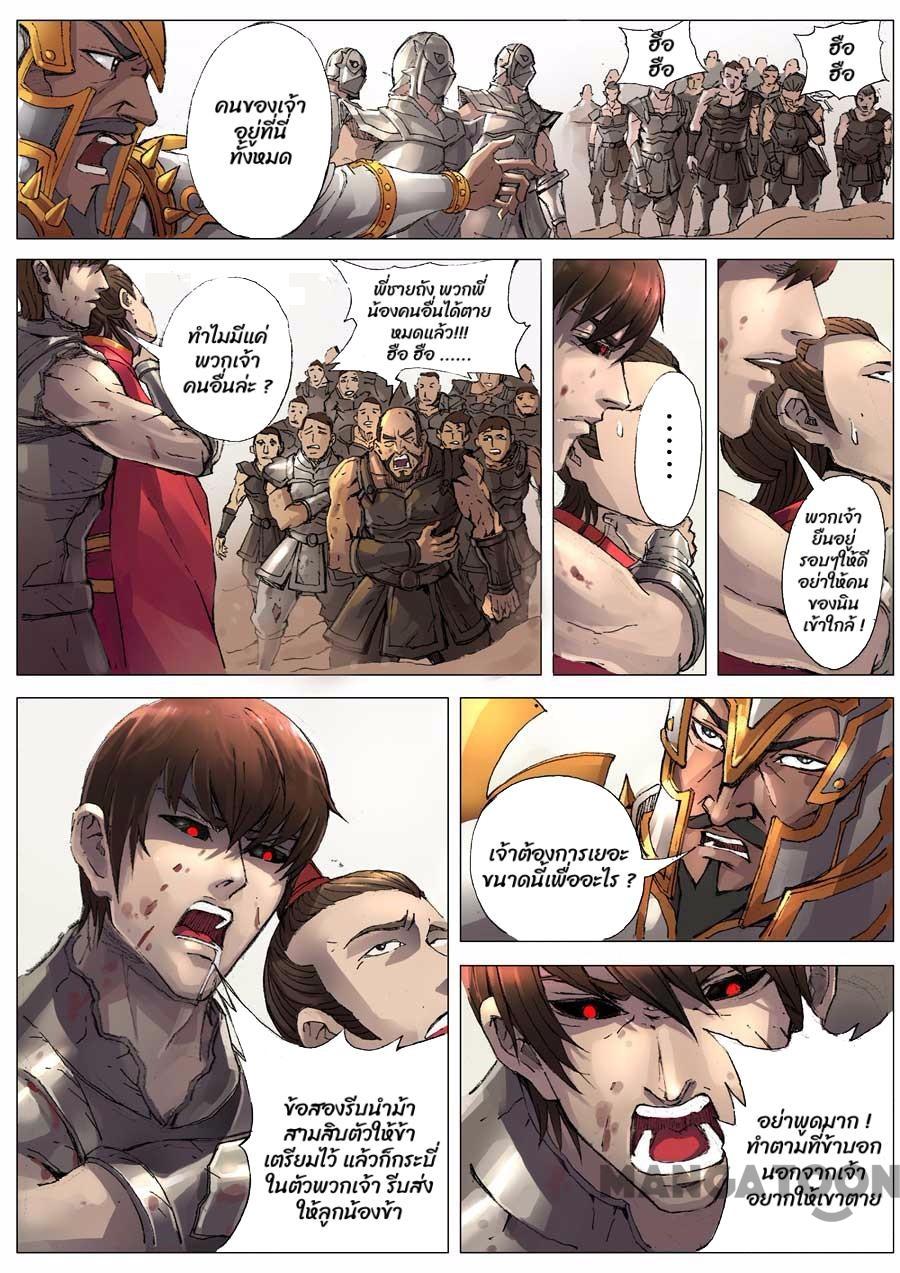 คนของเจ้า
อยู่ที่นี่
ทั้งหมด
ฮือ
ฮือ
ฮือ
ฮือ
ทำไมมีแค่
พวกเจ้า
คนอื่นล่ะ ?
พี่ชายถัง พวกพี่
น้องคนอื่นได้ตาย
หมดแล้ว!!!
ฮือ ฮือ ......
......
พวกเจ้า
ยืนอยู่
รอบๆให้ดี
อย่าให้คน
ของนิน
เข้าใกล้ !
ข้อสองรีบนำม้า
สามสิบตัวให้ข้า
เตรียมไว้ แล้วก็กระบี่
ในตัวพวกเจ้า รีบส่ง
ให้ลูกน้องข้า
เจ้าต้องการเยอะ
ขนาดนี้เพื่ออะไร ?
อย่าพูดมาก !
ทำตามที่ข้าบอก
นอกจากเจ้า
อยากให้เขาตาย
MANGATOON